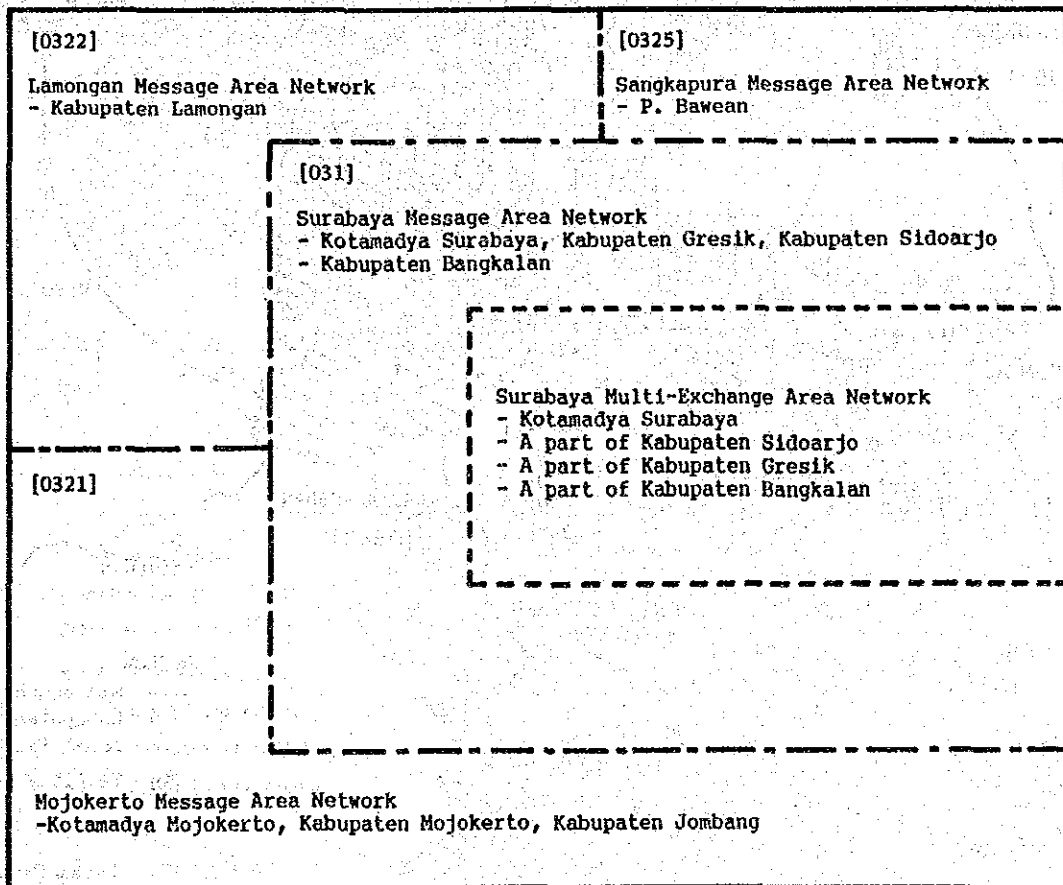 [0322]
Lamongan Message Area Network
- Kabupaten Lamongan
[0325]
Sangkapura Message Area Network
- P. Bawean
[031]
Surabaya Message Area Network
- Kotamadya Surabaya, Kabupaten Gresik, Kabupaten Sidoarjo
- Kabupaten Bangkalan
Surabaya Multi-Exchange Area Network
- Kotamadya Surabaya
- A part of Kabupaten Sidoarjo
- A part of Kabupaten Gresik
- A part of Kabupaten Bangkalan
[0321]
Mojokerto Message Area Network
-Kotamadya Mojokerto, Kabupaten Mojokerto, Kabupaten Jombang